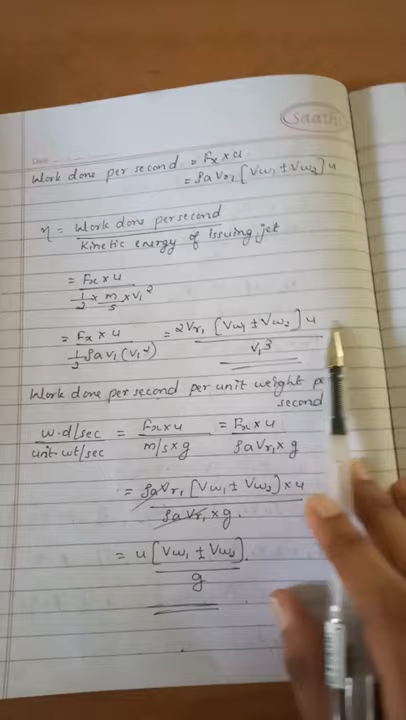 Saathi
Date
Work done per second = Fx × u
= ρaVr₁ [Vw₁ ± Vw₂] u
η = Work done per second / Kinetic energy of Issuing jet
= Fx × u / ½ × m/s × V₁²
= Fx × u / ½ ρaV₁(V₁²) = 2Vr₁ [Vw₁ ± Vw₂] u / V₁³
Work done per second per unit weight p
second
w.d/sec / unit wt/sec = Fx × u / m/s × g = Fx × u / ρaVr₁ × g
= ρaVr₁ [Vw₁ ± Vw₂] × u / ρaVr₁ × g.
= u [Vw₁ ± Vw₂] / g